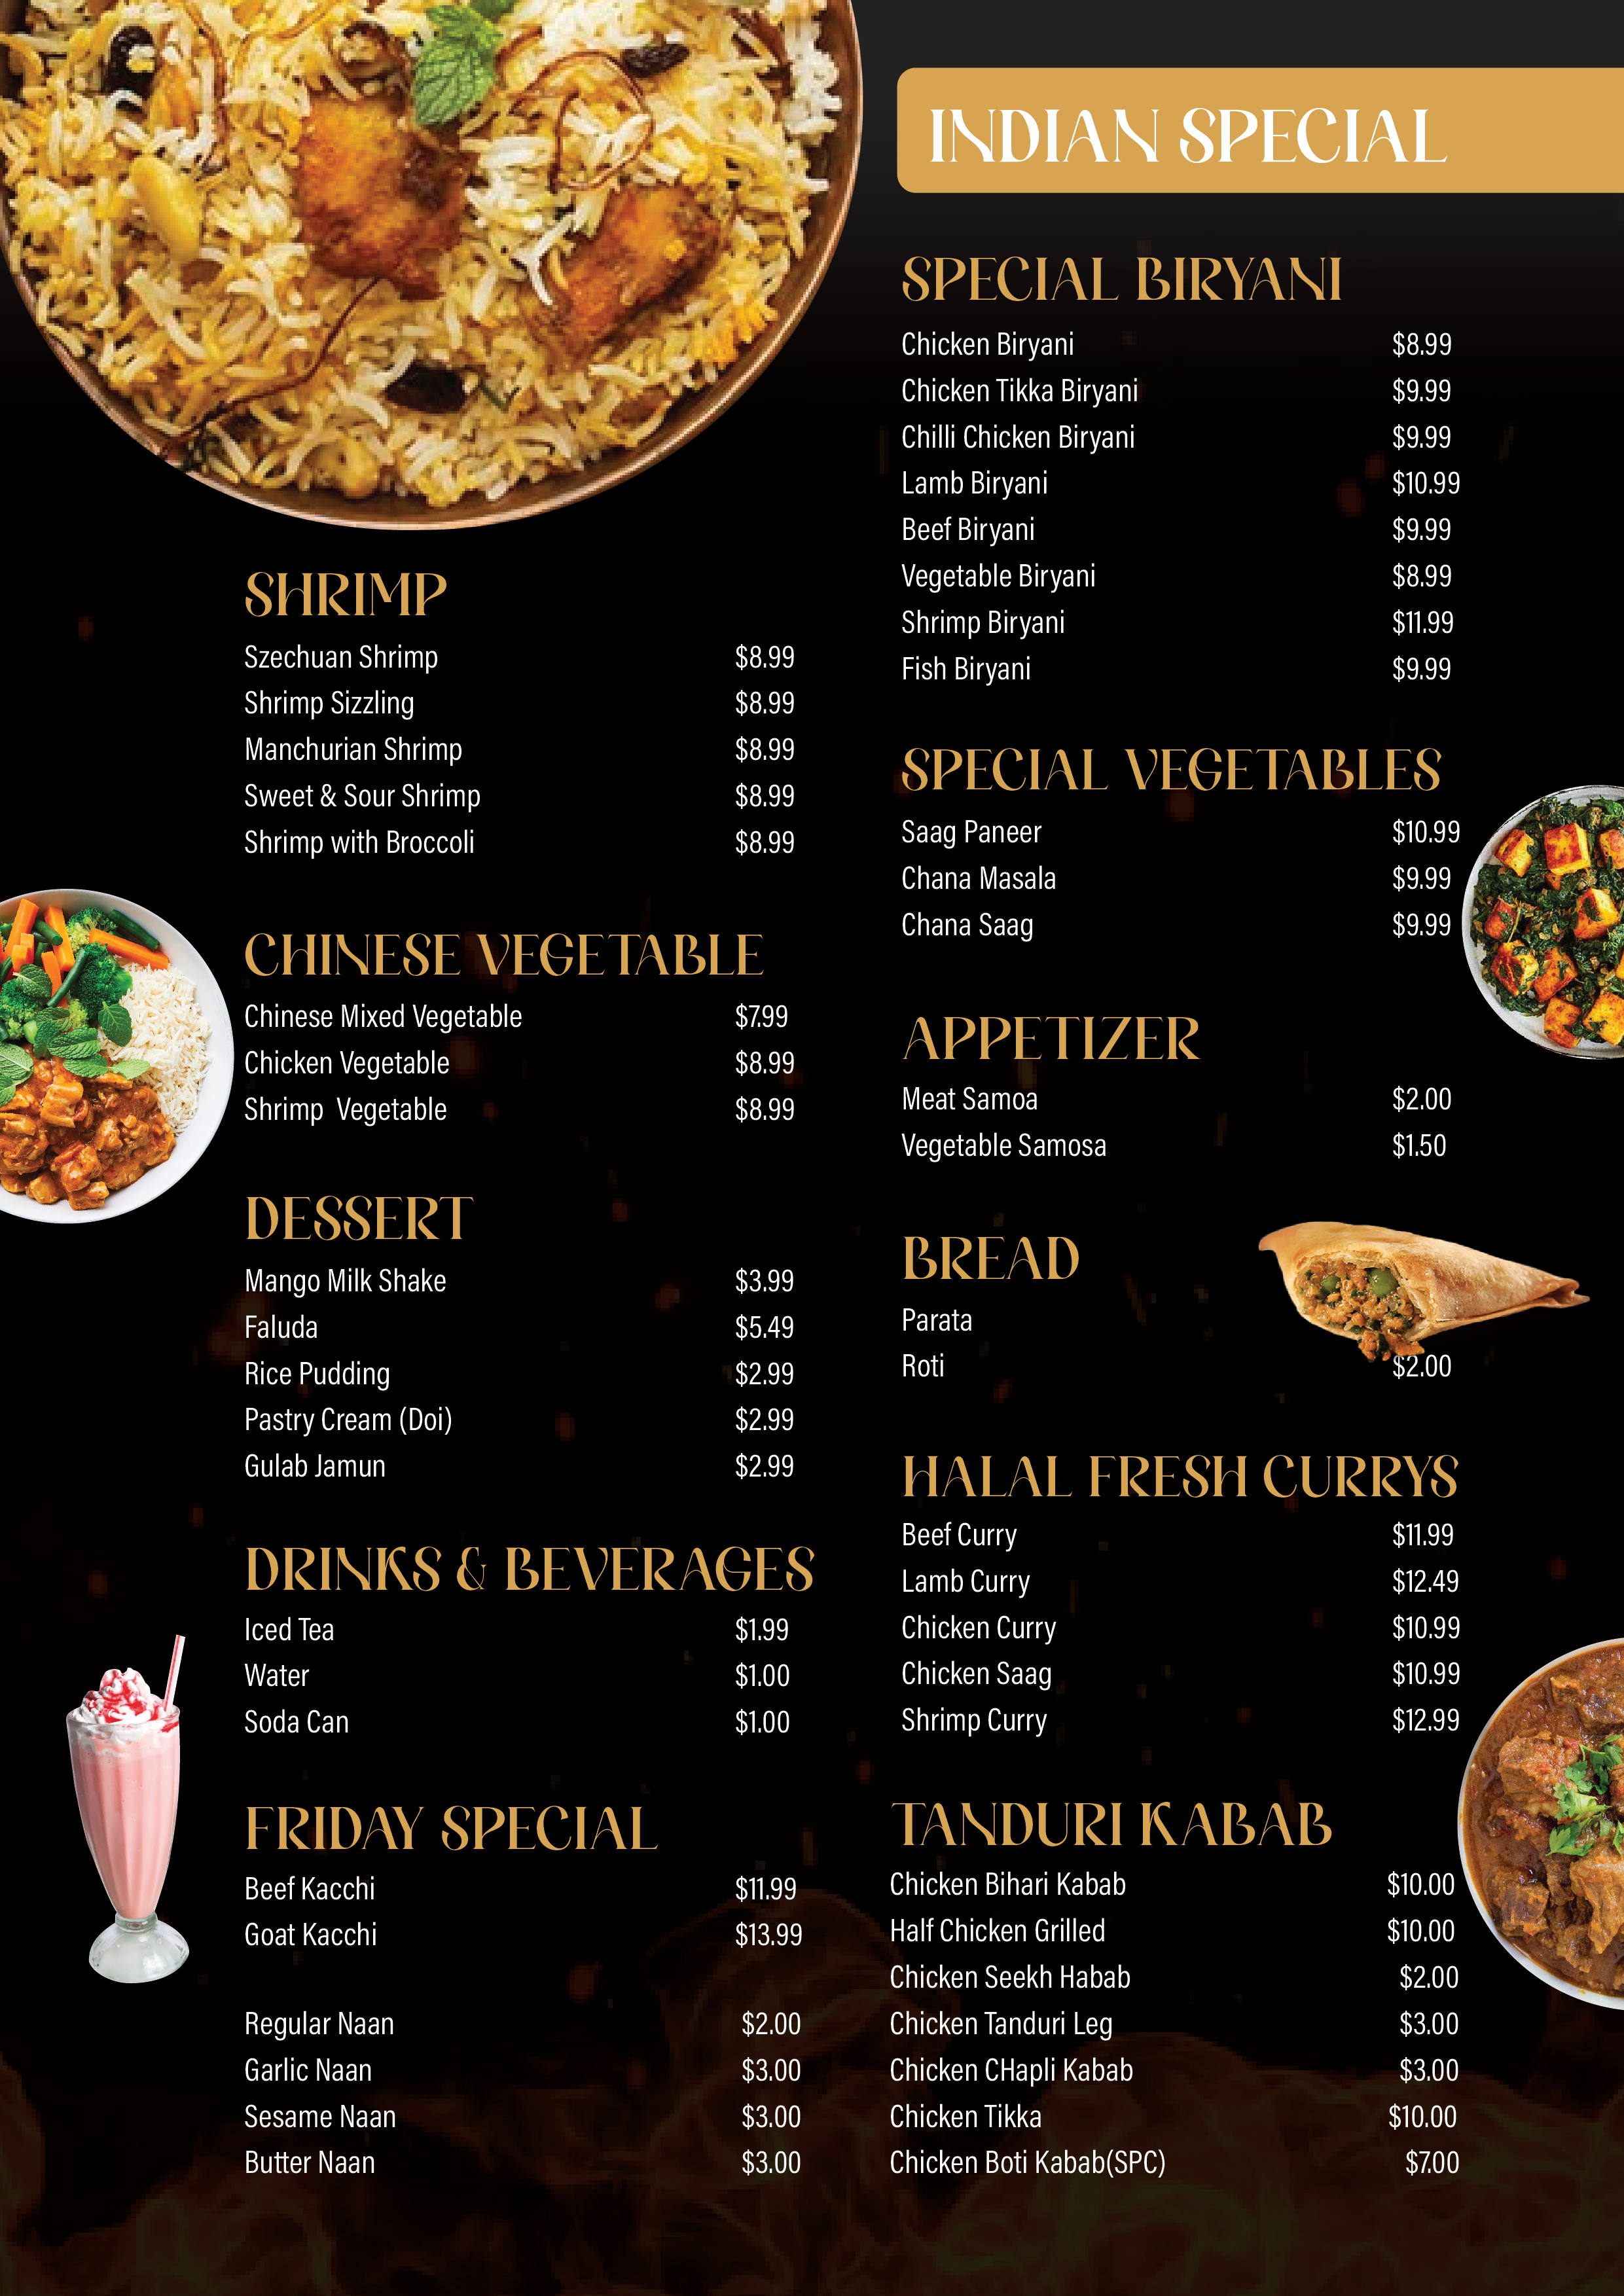 INDIAN SPECIAL
SHRIMP
Szechuan Shrimp $8.99
Shrimp Sizzling $8.99
Manchurian Shrimp $8.99
Sweet & Sour Shrimp $8.99
Shrimp with Broccoli $8.99
CHINESE VEGETABLE
Chinese Mixed Vegetable $7.99
Chicken Vegetable $8.99
Shrimp Vegetable $8.99
DESSERT
Mango Milk Shake $3.99
Faluda $5.49
Rice Pudding $2.99
Pastry Cream (Doi) $2.99
Gulab Jamun $2.99
DRINKS & BEVERAGES
Iced Tea $1.99
Water $1.00
Soda Can $1.00
FRIDAY SPECIAL
Beef Kacchi $11.99
Goat Kacchi $13.99
Regular Naan $2.00
Garlic Naan $3.00
Sesame Naan $3.00
Butter Naan $3.00
SPECIAL BIRYANI
Chicken Biryani $8.99
Chicken Tikka Biryani $9.99
Chilli Chicken Biryani $9.99
Lamb Biryani $10.99
Beef Biryani $9.99
Vegetable Biryani $8.99
Shrimp Biryani $11.99
Fish Biryani $9.99
SPECIAL VEGETABLES
Saag Paneer $10.99
Chana Masala $9.99
Chana Saag $9.99
APPETIZER
Meat Samoa $2.00
Vegetable Samosa $1.50
BREAD
Parata
Roti $2.00
HALAL FRESH CURRYS
Beef Curry $11.99
Lamb Curry $12.49
Chicken Curry $10.99
Chicken Saag $10.99
Shrimp Curry $12.99
TANDURI KABAB
Chicken Bihari Kabab $10.00
Half Chicken Grilled $10.00
Chicken Seekh Habab $2.00
Chicken Tanduri Leg $3.00
Chicken CHapli Kabab $3.00
Chicken Tikka $10.00
Chicken Boti Kabab(SPC) $7.00